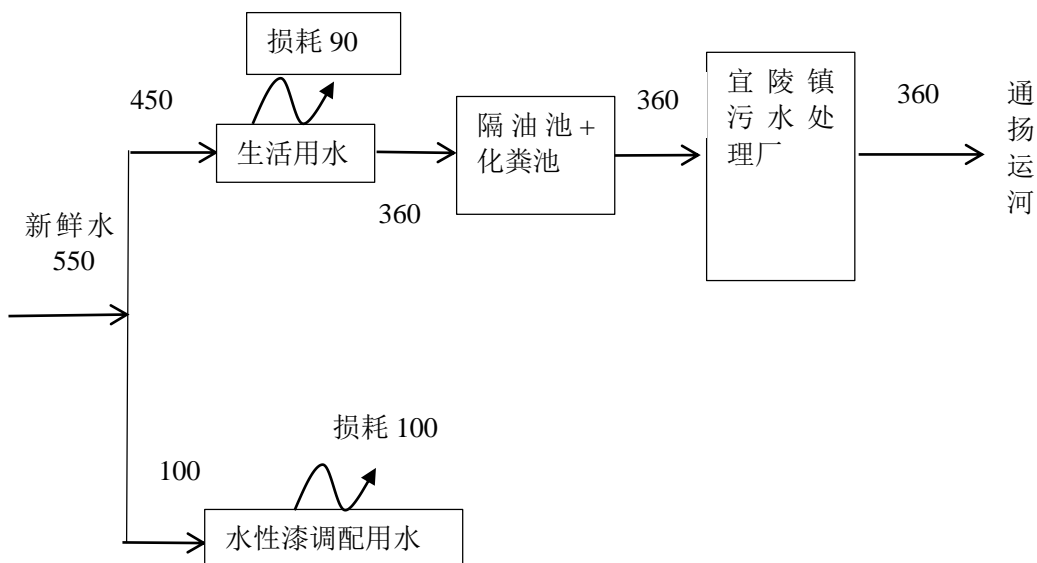 损耗 90
450
生活用水
360
隔油池+
化粪池
360
宜陵镇
污水处
理厂
360
通
扬
运
河
新鲜水
550
损耗 100
100
水性漆调配用水